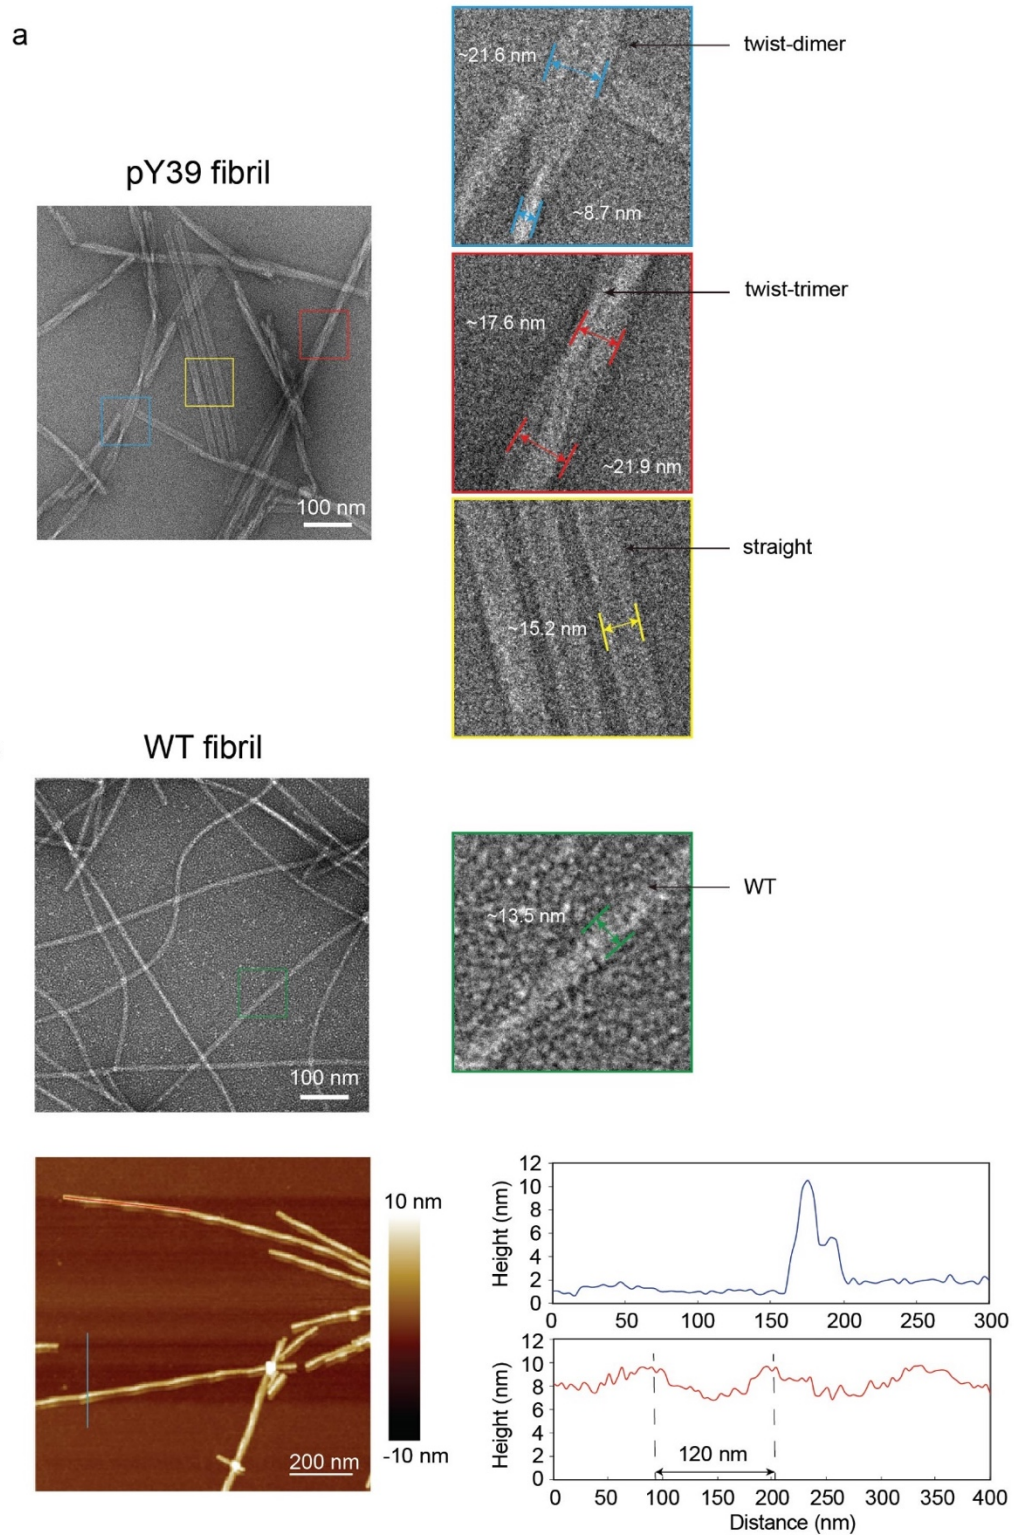 a
~21.6 nm
twist-dimer
~8.7 nm
pY39 fibril
100 nm
~17.6 nm
twist-trimer
~21.9 nm
~15.2 nm
straight
WT fibril
100 nm
~13.5 nm
WT
10 nm
-10 nm
200 nm
Height (nm)
12
10
8
6
4
2
0
0 50 100 150 200 250 300
Height (nm)
12
10
8
6
4
2
0
120 nm
0 50 100 150 200 250 300 350 400
Distance (nm)